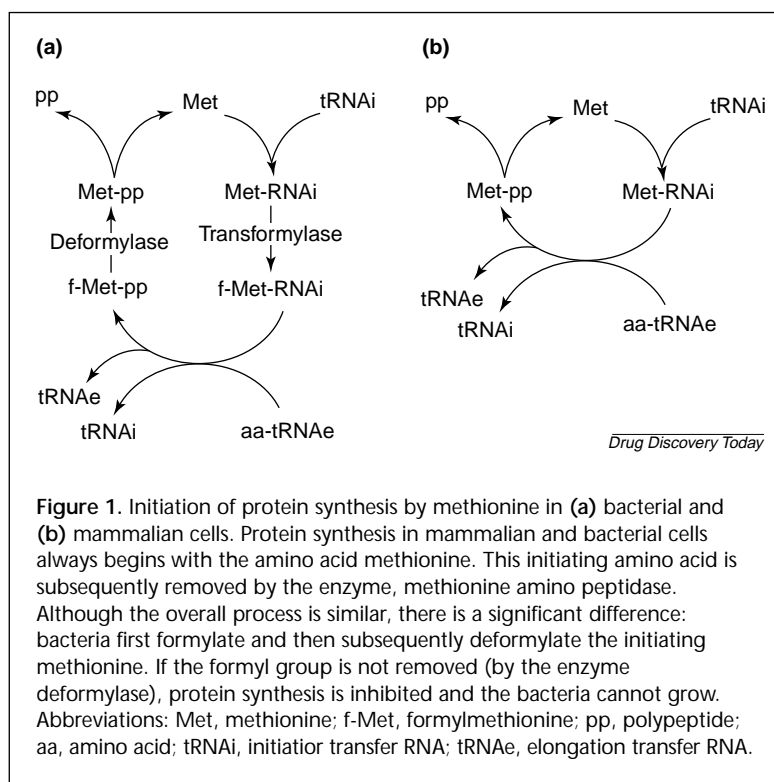 (a)
pp
Met
tRNAi
Met-pp
Met-RNAi
Deformylase
Transformylase
f-Met-pp
f-Met-RNAi
tRNAe
tRNAi
aa-tRNAe
(b)
pp
Met
tRNAi
Met-pp
Met-RNAi
tRNAe
tRNAi
aa-tRNAe
Drug Discovery Today
Figure 1. Initiation of protein synthesis by methionine in (a) bacterial and
(b) mammalian cells. Protein synthesis in mammalian and bacterial cells
always begins with the amino acid methionine. This initiating amino acid is
subsequently removed by the enzyme, methionine amino peptidase.
Although the overall process is similar, there is a significant difference:
bacteria first formylate and then subsequently deformylate the initiating
methionine. If the formyl group is not removed (by the enzyme
deformylase), protein synthesis is inhibited and the bacteria cannot grow.
Abbreviations: Met, methionine; f-Met, formylmethionine; pp, polypeptide;
aa, amino acid; tRNAi, initiatior transfer RNA; tRNAe, elongation transfer RNA.